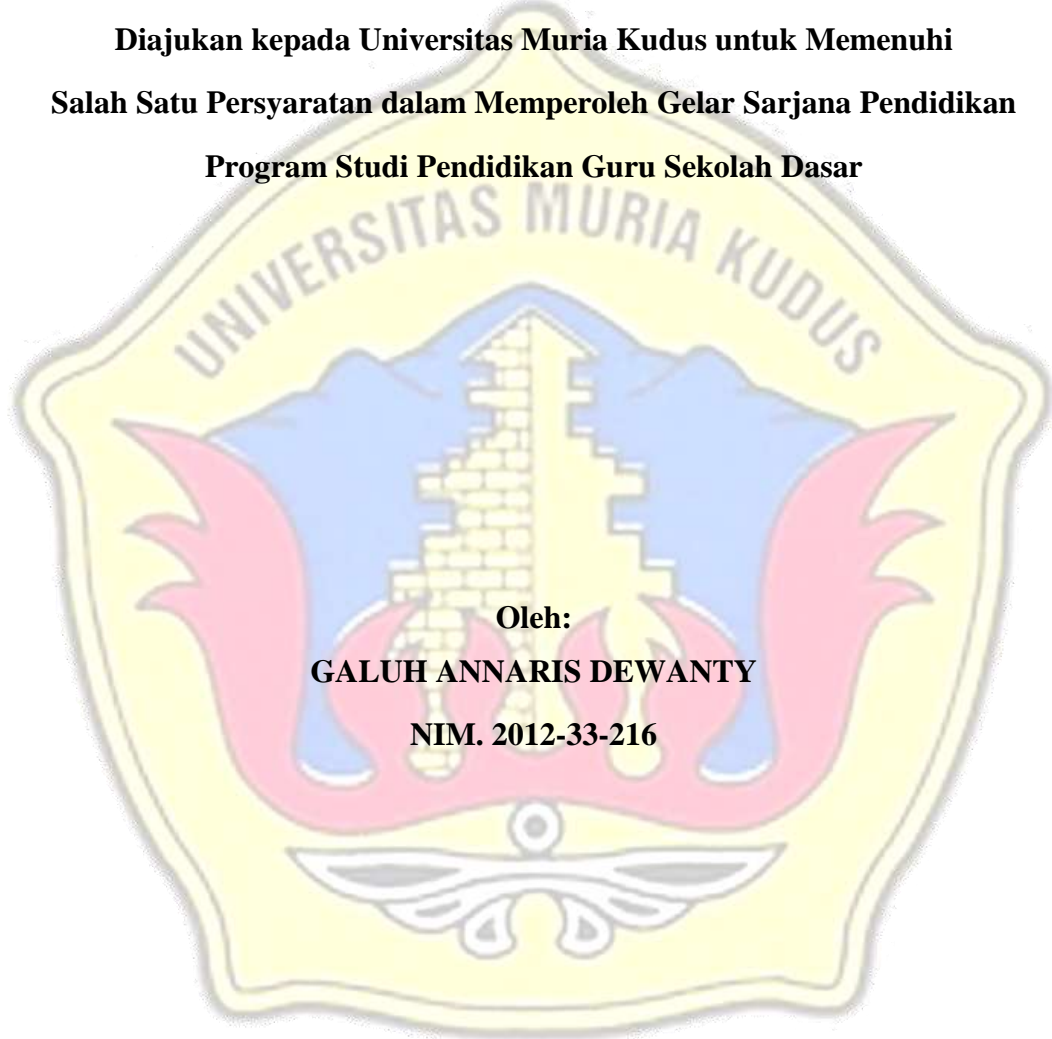 Diajukan kepada Universitas Muria Kudus untuk Memenuhi
Salah Satu Persyaratan dalam Memperoleh Gelar Sarjana Pendidikan
Program Studi Pendidikan Guru Sekolah Dasar
UNIVERSITAS MURIA KUDUS
Oleh:
GALUH ANNARIS DEWANTY
NIM. 2012-33-216